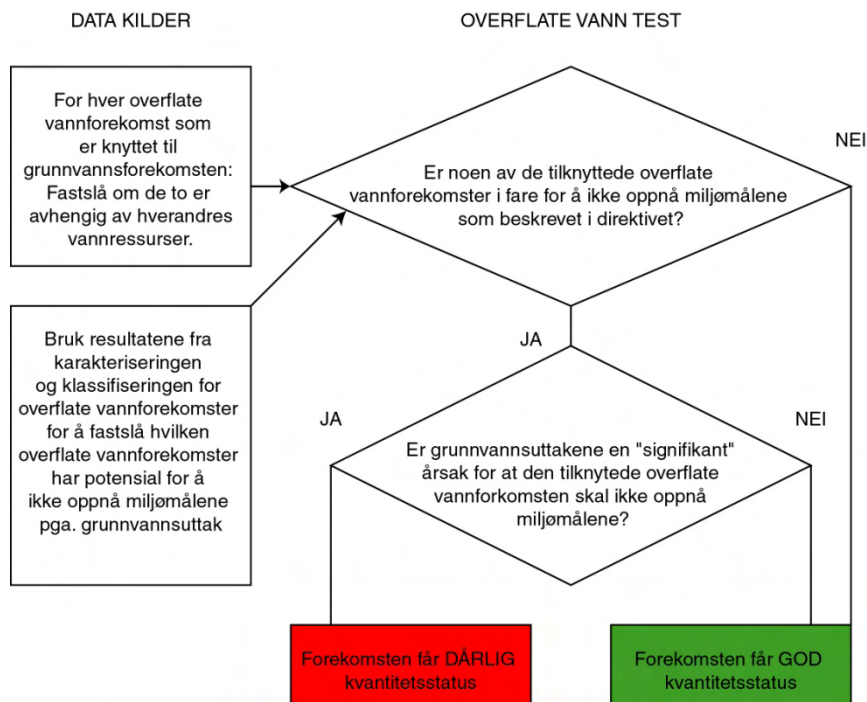 DATA KILDER
OVERFLATE VANN TEST
For hver overflate
vannforekomst som
er knyttet til
grunnvannsforekomsten:
Fastslå om de to er
avhengig av hverandres
vannressurser.
NEI
Er noen av de tilknyttede overflate
vannforekomster i fare for å ikke oppnå miljømålene
som beskrevet i direktivet?
Bruk resultatene fra
karakteriseringen
og klassifiseringen for
overflate vannforekomster
for å fastslå hvilken
overflate vannforekomster
har potensial for å
ikke oppnå miljømålene
pga. grunnvannsuttak
JA
JA
NEI
Er grunnvannsuttakene en "signifikant"
årsak for at den tilknytede overflate
vannforkomsten skal ikke oppnå
miljømålene?
Forekomsten får DÅRLIG
kvantitetsstatus
Forekomsten får GOD
kvantitetsstatus